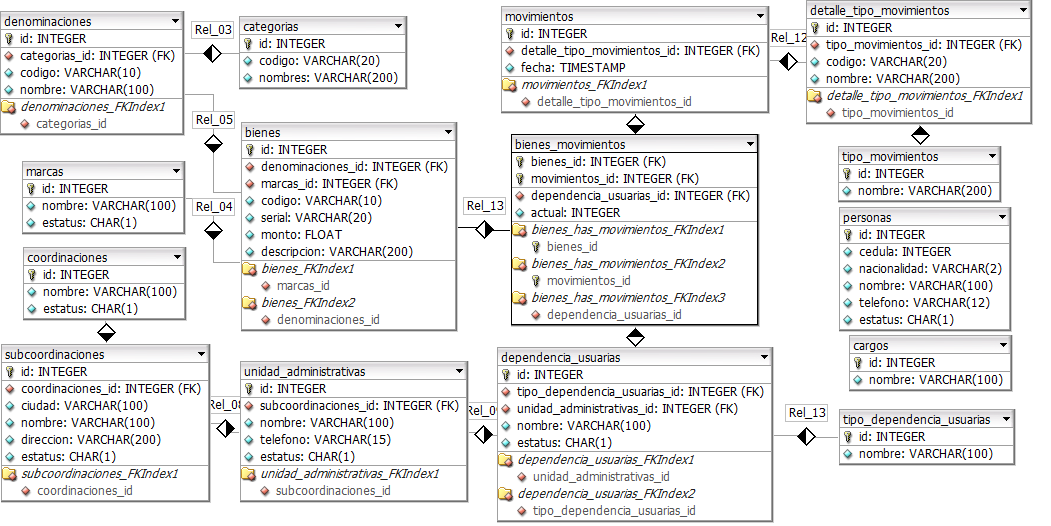 denominaciones
id: INTEGER
categorias_id: INTEGER (FK)
codigo: VARCHAR(10)
nombre: VARCHAR(100)
denominaciones_FKIndex1
categorias_id
Rel_03
categorias
id: INTEGER
codigo: VARCHAR(20)
nombres: VARCHAR(200)
movimientos
id: INTEGER
detalle_tipo_movimientos_id: INTEGER (FK)
fecha: TIMESTAMP
movimientos_FKIndex1
detalle_tipo_movimientos_id
Rel_12
detalle_tipo_movimientos
id: INTEGER
tipo_movimientos_id: INTEGER (FK)
codigo: VARCHAR(20)
nombre: VARCHAR(200)
detalle_tipo_movimientos_FKIndex1
tipo_movimientos_id
Rel_05
marcas
id: INTEGER
nombre: VARCHAR(100)
estatus: CHAR(1)
Rel_04
bienes
id: INTEGER
denominaciones_id: INTEGER (FK)
marcas_id: INTEGER (FK)
codigo: VARCHAR(10)
serial: VARCHAR(20)
monto: FLOAT
descripcion: VARCHAR(200)
bienes_FKIndex1
marcas_id
bienes_FKIndex2
denominaciones_id
Rel_13
bienes_movimientos
bienes_id: INTEGER (FK)
movimientos_id: INTEGER (FK)
dependencia_usuarias_id: INTEGER (FK)
actual: INTEGER
bienes_has_movimientos_FKIndex1
bienes_id
bienes_has_movimientos_FKIndex2
movimientos_id
bienes_has_movimientos_FKIndex3
dependencia_usuarias_id
tipo_movimientos
id: INTEGER
nombre: VARCHAR(200)
personas
id: INTEGER
cedula: INTEGER
nacionalidad: VARCHAR(2)
nombre: VARCHAR(100)
telefono: VARCHAR(12)
estatus: CHAR(1)
coordinaciones
id: INTEGER
nombre: VARCHAR(100)
estatus: CHAR(1)
cargos
id: INTEGER
nombre: VARCHAR(100)
subcoordinaciones
id: INTEGER
coordinaciones_id: INTEGER (FK)
ciudad: VARCHAR(100)
nombre: VARCHAR(100)
direccion: VARCHAR(200)
estatus: CHAR(1)
subcoordinaciones_FKIndex1
coordinaciones_id
unidad_administrativas
id: INTEGER
subcoordinaciones_id: INTEGER (FK)
nombre: VARCHAR(100)
telefono: VARCHAR(15)
estatus: CHAR(1)
unidad_administrativas_FKIndex1
subcoordinaciones_id
dependencia_usuarias
id: INTEGER
tipo_dependencia_usuarias_id: INTEGER (FK)
unidad_administrativas_id: INTEGER (FK)
nombre: VARCHAR(100)
estatus: CHAR(1)
dependencia_usuarias_FKIndex1
unidad_administrativas_id
dependencia_usuarias_FKIndex2
tipo_dependencia_usuarias_id
Rel_13
tipo_dependencia_usuarias
id: INTEGER
nombre: VARCHAR(100)